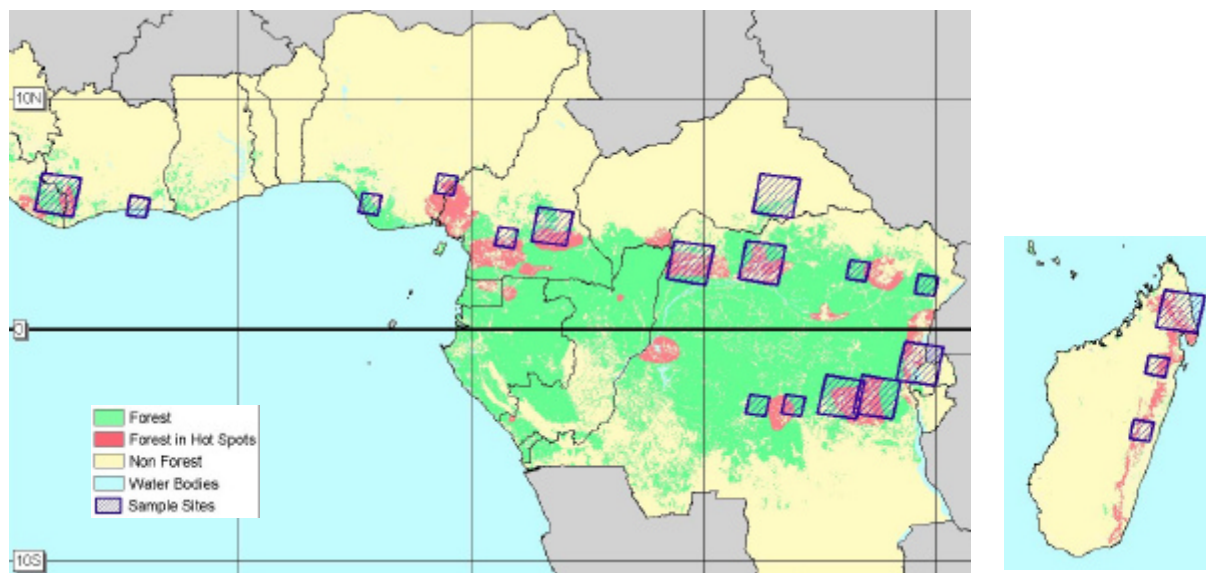 10N
0
Forest
Forest in Hot Spots
Non Forest
Water Bodies
Sample Sites
10S